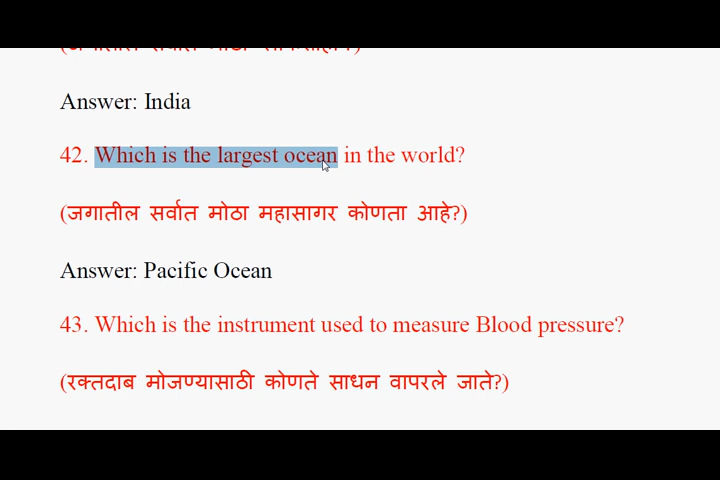 Answer: India
42. Which is the largest ocean in the world?
(जगातील सर्वात मोठा महासागर कोणता आहे?)
Answer: Pacific Ocean
43. Which is the instrument used to measure Blood pressure?
(रक्तदाब मोजण्यासाठी कोणते साधन वापरले जाते?)